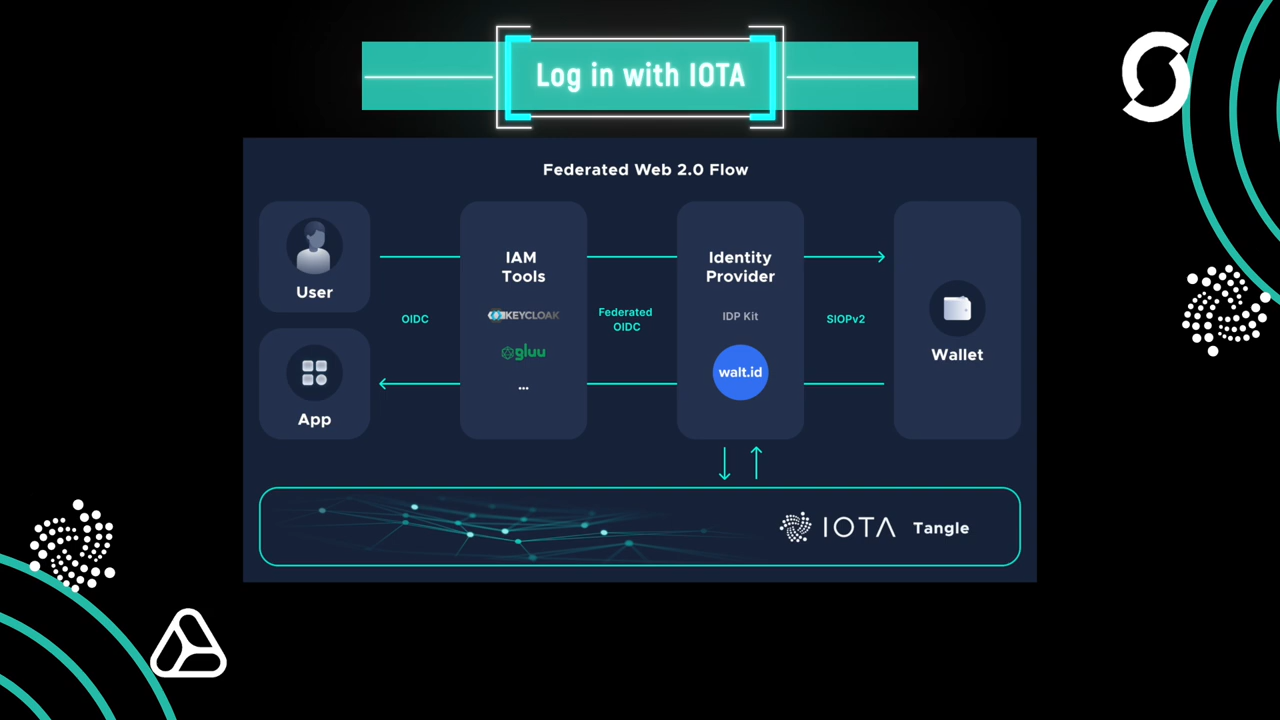 Log in with IOTA
Federated Web 2.0 Flow
User
App
OIDC
IAM
Tools
KEYCLOAK
gluu
...
Federated
OIDC
Identity
Provider
IDP Kit
walt.id
SIOPv2
Wallet
IOTA Tangle